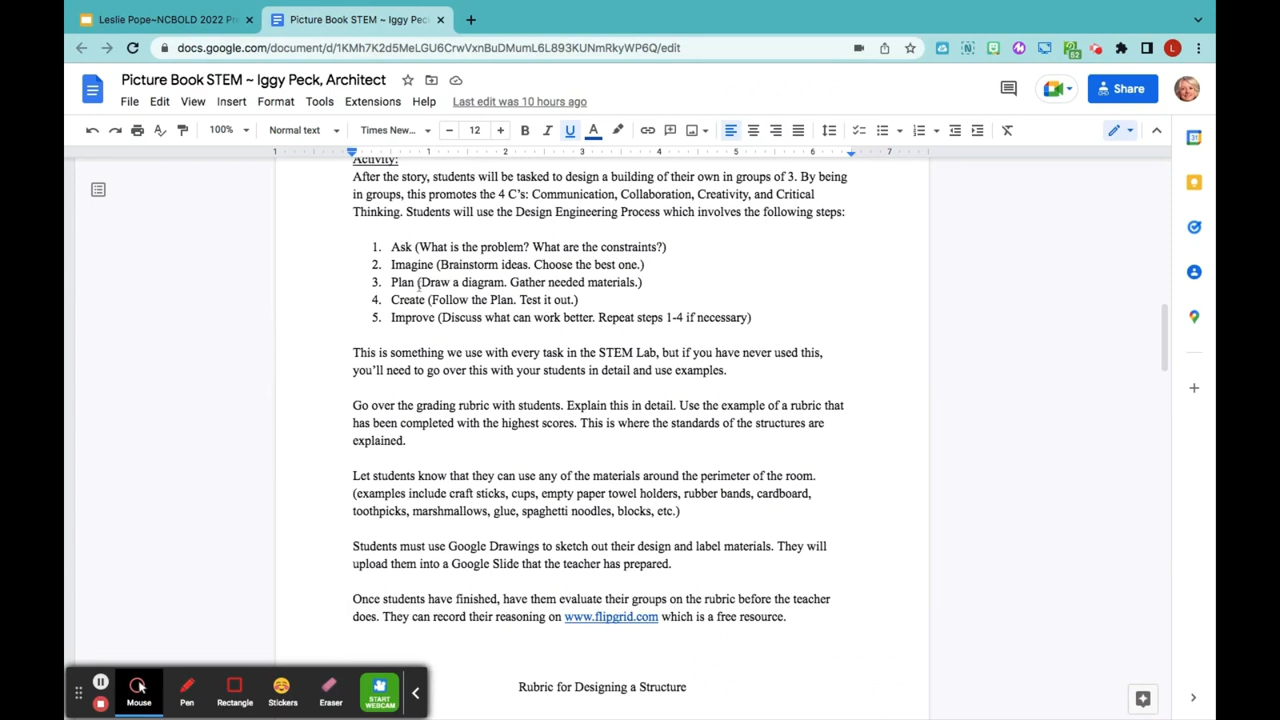 Leslie Pope~NCBOLD 2022 Pr
Picture Book STEM ~ Iggy Pec
docs.google.com/document/d/1KMh7K2d5MeLGU6CrwVxnBuDMumL6L893KUNmRkyWP6Q/edit
52
L
Picture Book STEM ~ Iggy Peck, Architect
File Edit View Insert Format Tools Extensions Help Last edit was 10 hours ago
Share
100% Normal text Times New... 12 B I U A
1 1 2 3 4 5 6 7
Activity:
After the story, students will be tasked to design a building of their own in groups of 3. By being
in groups, this promotes the 4 C's: Communication, Collaboration, Creativity, and Critical
Thinking. Students will use the Design Engineering Process which involves the following steps:
1. Ask (What is the problem? What are the constraints?)
2. Imagine (Brainstorm ideas. Choose the best one.)
3. Plan (Draw a diagram. Gather needed materials.)
4. Create (Follow the Plan. Test it out.)
5. Improve (Discuss what can work better. Repeat steps 1-4 if necessary)
This is something we use with every task in the STEM Lab, but if you have never used this,
you'll need to go over this with your students in detail and use examples.
Go over the grading rubric with students. Explain this in detail. Use the example of a rubric that
has been completed with the highest scores. This is where the standards of the structures are
explained.
Let students know that they can use any of the materials around the perimeter of the room.
(examples include craft sticks, cups, empty paper towel holders, rubber bands, cardboard,
toothpicks, marshmallows, glue, spaghetti noodles, blocks, etc.)
Students must use Google Drawings to sketch out their design and label materials. They will
upload them into a Google Slide that the teacher has prepared.
Once students have finished, have them evaluate their groups on the rubric before the teacher
does. They can record their reasoning on www.flipgrid.com which is a free resource.
Rubric for Designing a Structure
Mouse Pen Rectangle Stickers Eraser START WEBCAM